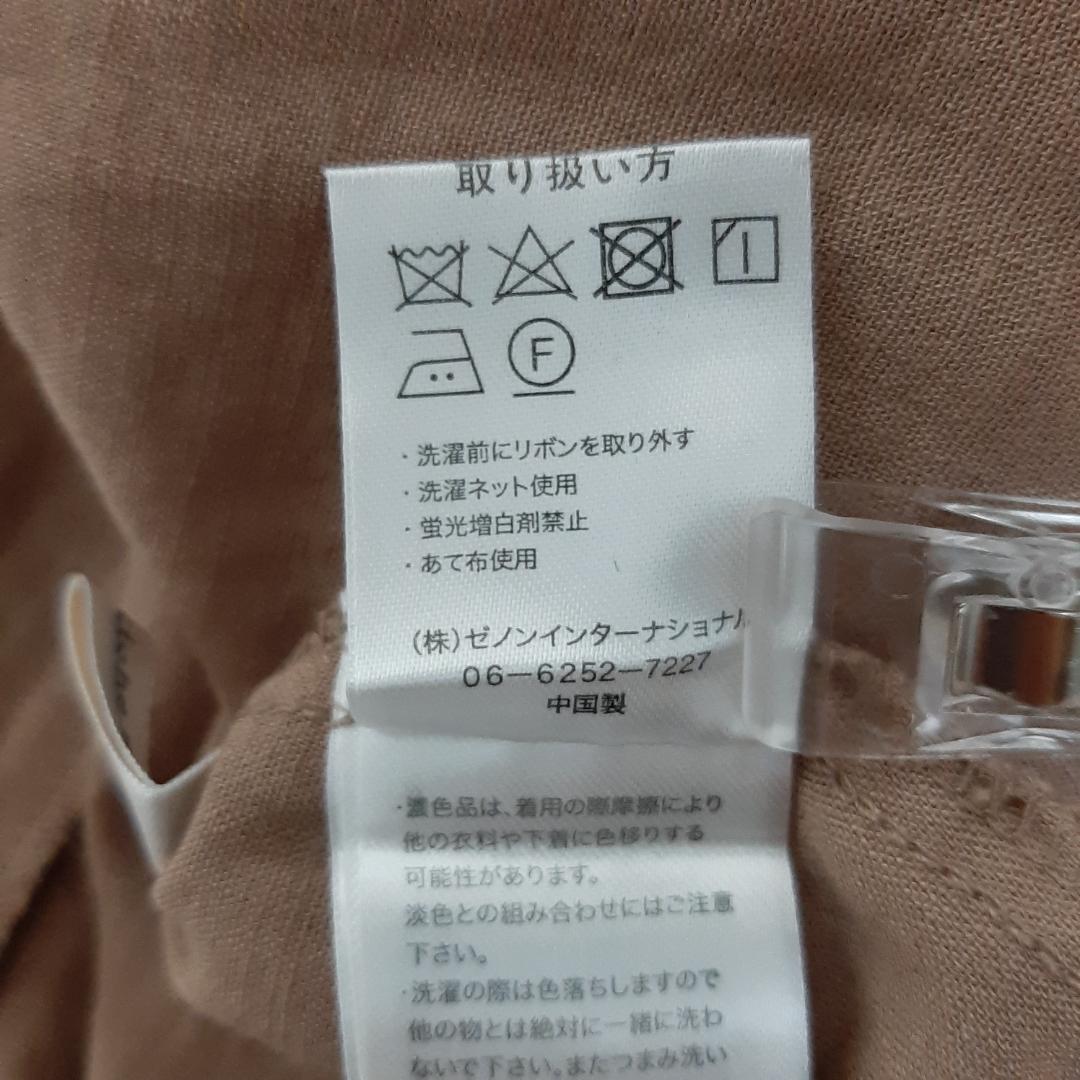 取り扱い方
F
・洗濯前にリボンを取り外す
・洗濯ネット使用
・蛍光増白剤禁止
・あて布使用
(株)ゼノンインターナショナル
06－6252－7227
中国製
・濃色品は、着用の際摩擦により
他の衣料や下着に色移りする
可能性があります。
淡色との組み合わせにはご注意
下さい。
・洗濯の際は色落ちしますので
他の物とは絶対に一緒に洗わ
ないで下さい。またつまみ洗い